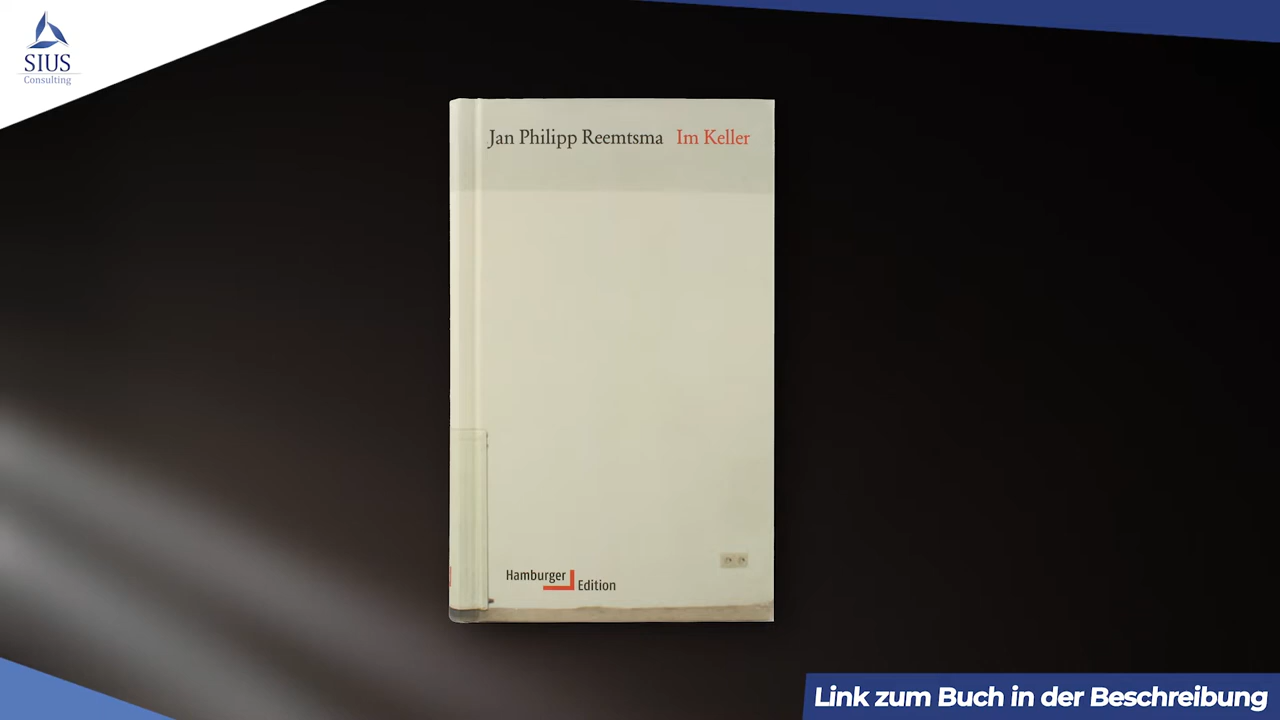 SIUS
Consulting
Jan Philipp Reemtsma Im Keller
Hamburger
Edition
Link zum Buch in der Beschreibung